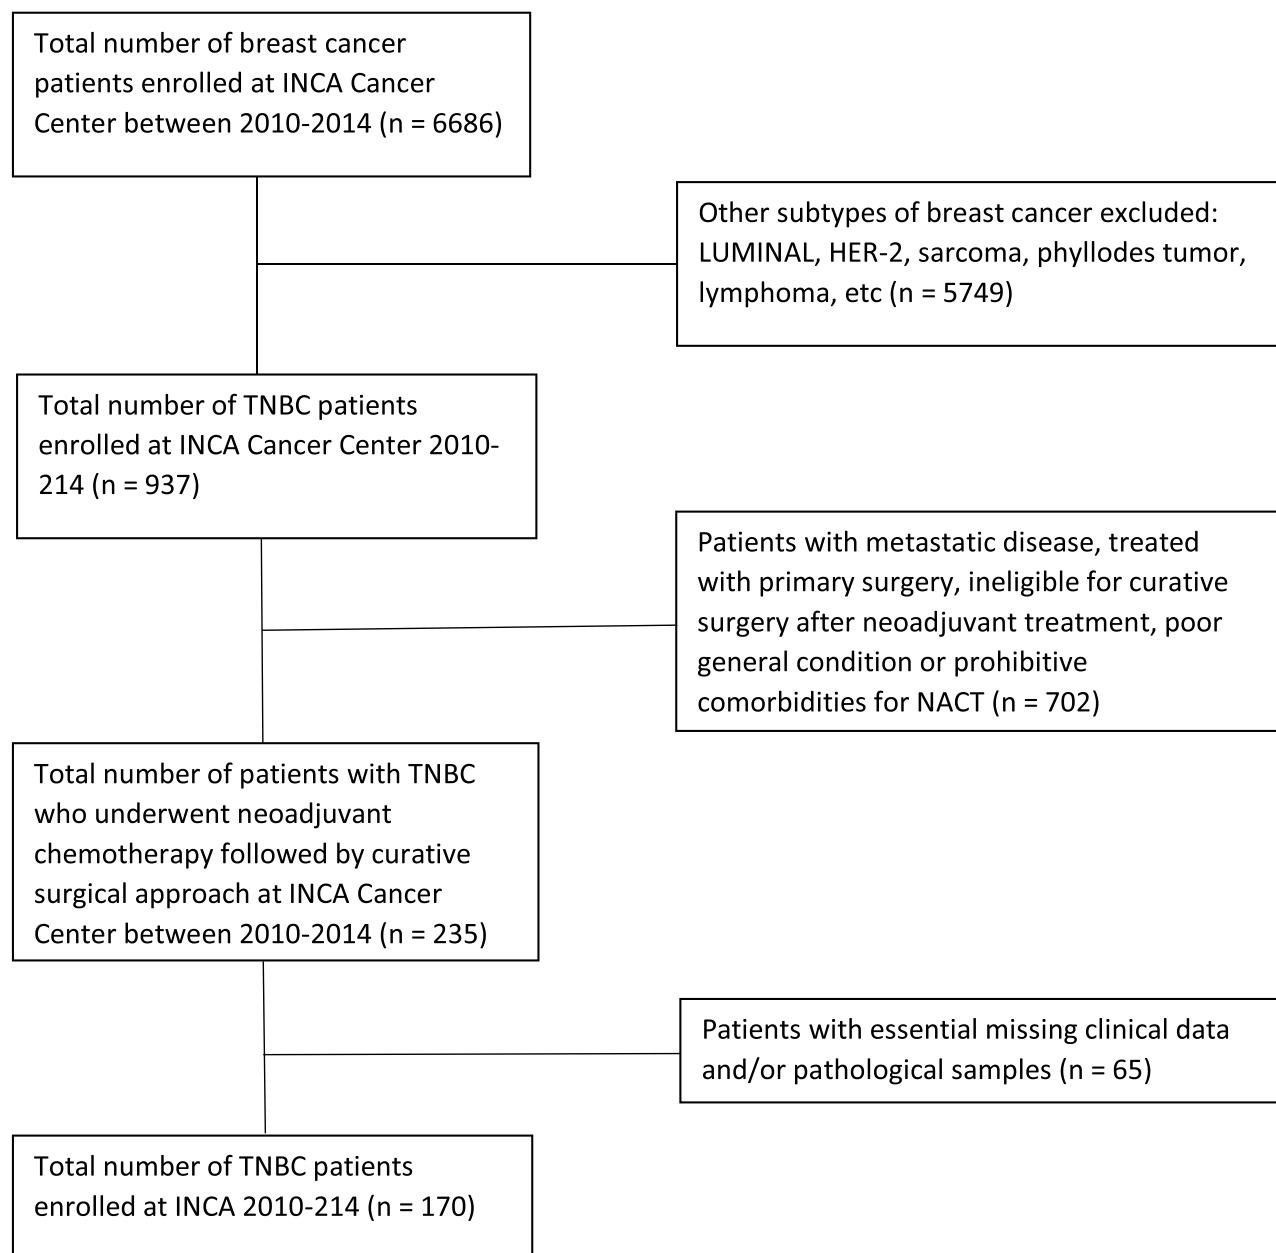 Total number of breast cancer
patients enrolled at INCA Cancer
Center between 2010-2014 (n = 6686)
Other subtypes of breast cancer excluded:
LUMINAL, HER-2, sarcoma, phyllodes tumor,
lymphoma, etc (n = 5749)
Total number of TNBC patients
enrolled at INCA Cancer Center 2010-
214 (n = 937)
Patients with metastatic disease, treated
with primary surgery, ineligible for curative
surgery after neoadjuvant treatment, poor
general condition or prohibitive
comorbidities for NACT (n = 702)
Total number of patients with TNBC
who underwent neoadjuvant
chemotherapy followed by curative
surgical approach at INCA Cancer
Center between 2010-2014 (n = 235)
Patients with essential missing clinical data
and/or pathological samples (n = 65)
Total number of TNBC patients
enrolled at INCA 2010-214 (n = 170)